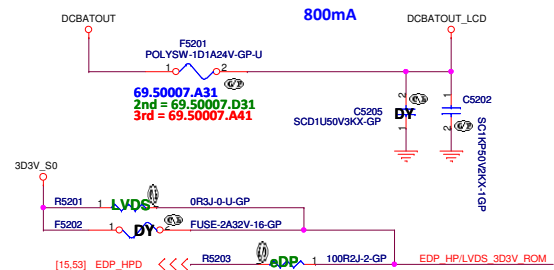 800mA
DCBATOUT
DCBATOUT_LCD
F5201
POLYSW-1D1A24V-GP-U
1
2
69.50007.A31
2nd = 69.50007.D31
3rd = 69.50007.A41
C5205
DY
SCD1U50V3KX-GP
2
1
C5202
SC1KP50V2KX-1GP
1
2
3D3V_S0
R5201 1 LVDS 0R3J-0-U-GP
F5202 1 DY 2 FUSE-2A32V-16-GP
[15,53] EDP_HPD
R5203 eDP 1 100R2J-2-GP
EDP_HP/LVDS_3D3V_ROM